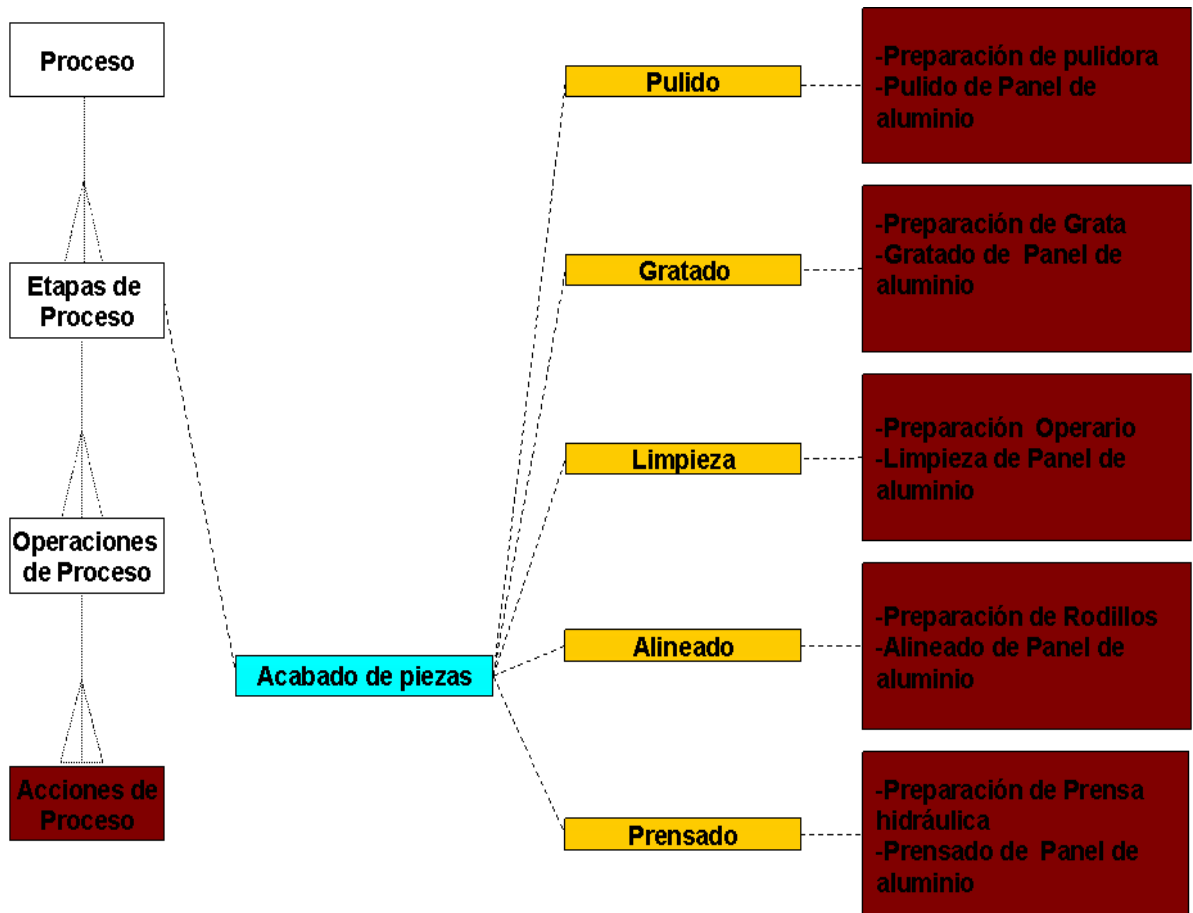 Proceso
Etapas de
Proceso
Operaciones
de Proceso
Acciones de
Proceso
Acabado de piezas
Pulido
-Preparación de pulidora
-Pulido de Panel de
aluminio
Gratado
-Preparación de Grata
-Gratado de Panel de
aluminio
Limpieza
-Preparación Operario
-Limpieza de Panel de
aluminio
Alineado
-Preparación de Rodillos
-Alineado de Panel de
aluminio
Prensado
-Preparación de Prensa
hidráulica
-Prensado de Panel de
aluminio